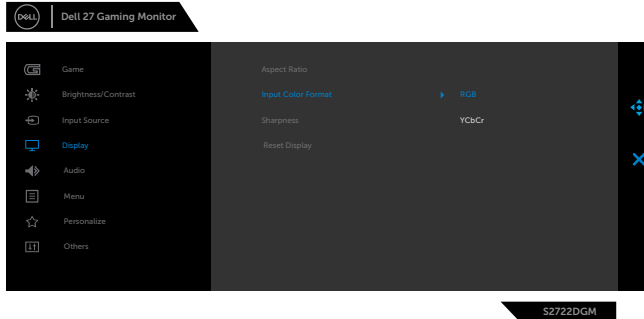 DELL
Dell 27 Gaming Monitor
Game
Brightness/Contrast
Input Source
Display
Audio
Menu
Personalize
Others
Aspect Ratio
Input Color Format
Sharpness
Reset Display
RGB
YCbCr
S2722DGM